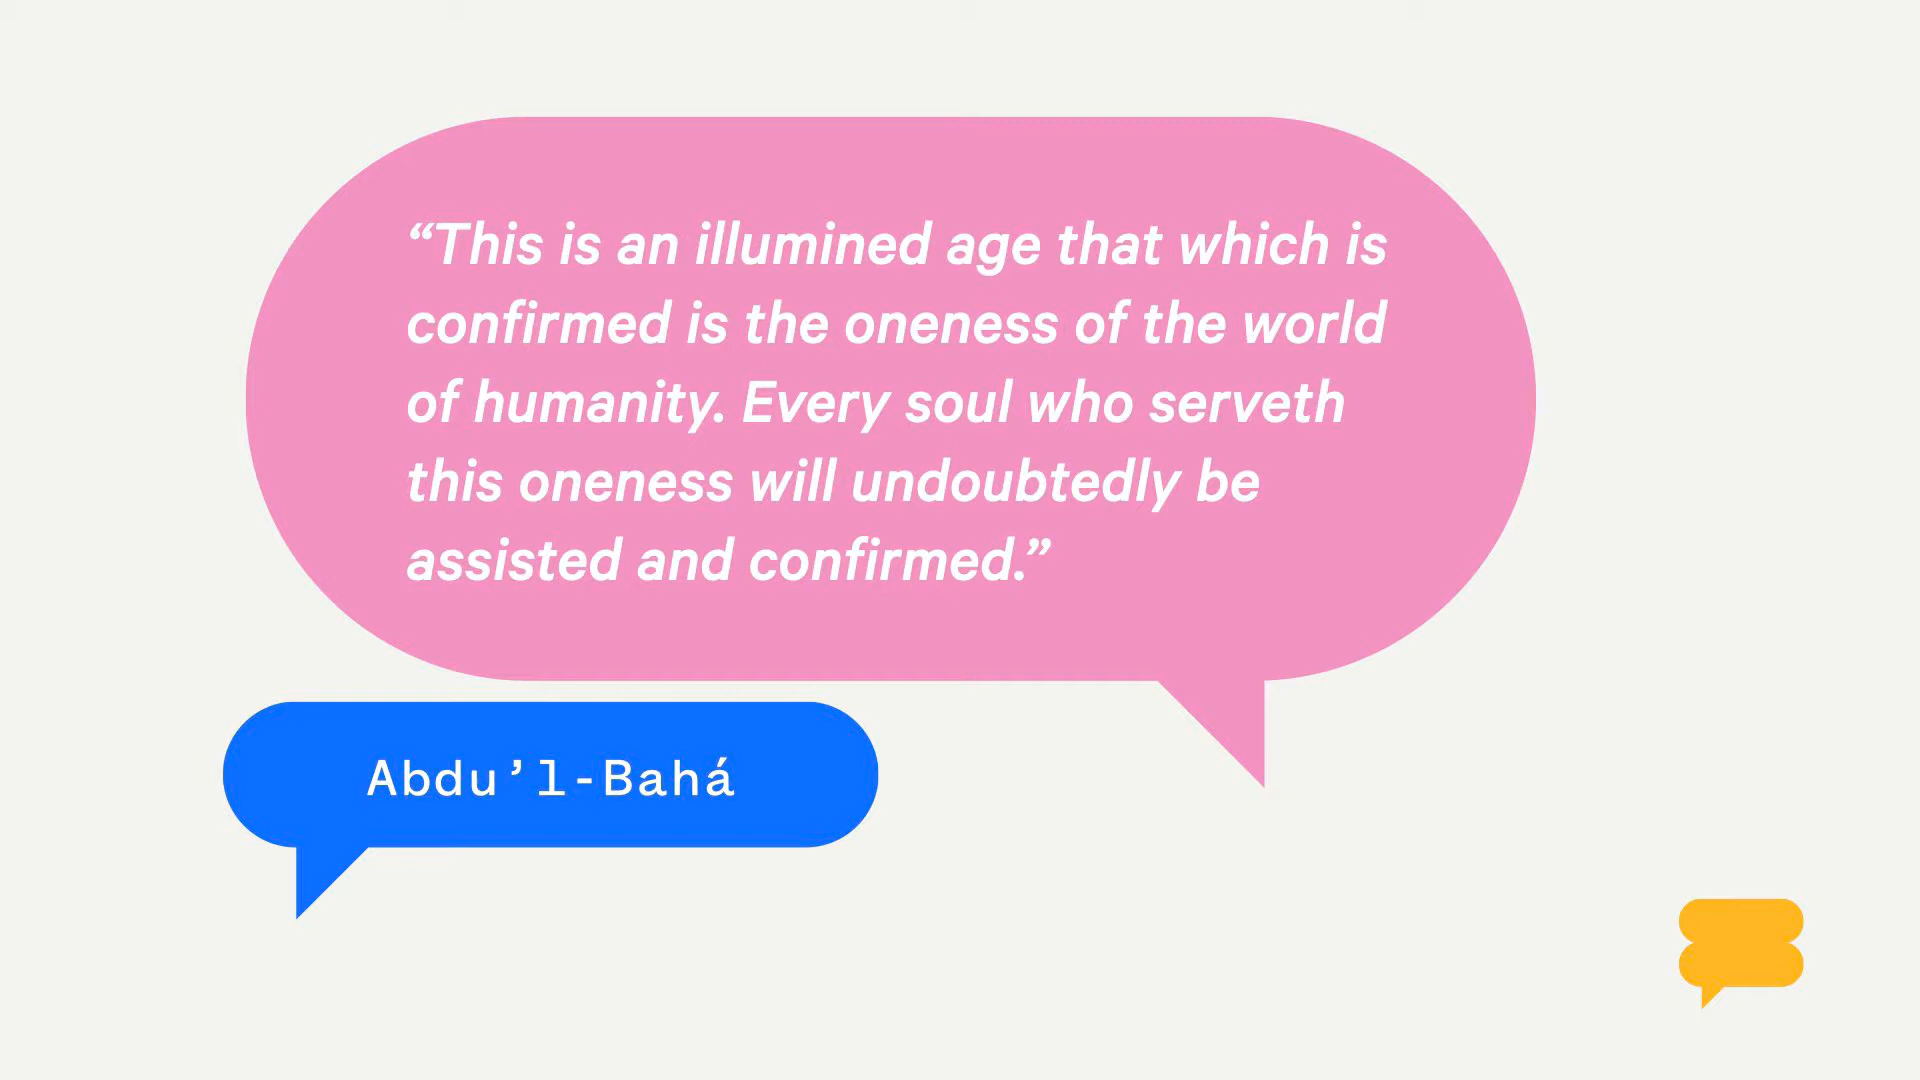 “This is an illumined age that which is
confirmed is the oneness of the world
of humanity. Every soul who serveth
this oneness will undoubtedly be
assisted and confirmed.”
Abdu’l-Bahá